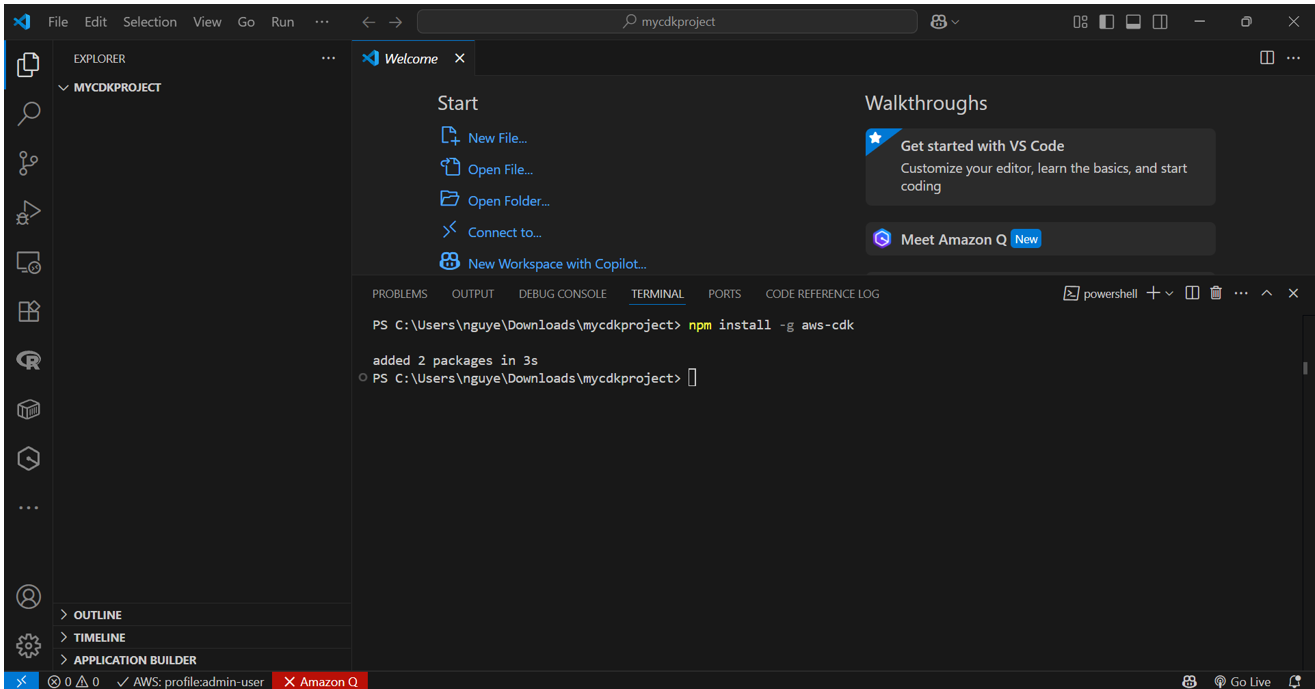 File Edit Selection View Go Run ···
mycdkproject
EXPLORER
MYCDKPROJECT
Welcome
Start
New File...
Open File...
Open Folder...
Connect to...
New Workspace with Copilot...
Walkthroughs
Get started with VS Code
Customize your editor, learn the basics, and start
coding
Meet Amazon Q New
PROBLEMS OUTPUT DEBUG CONSOLE TERMINAL PORTS CODE REFERENCE LOG
powershell
PS C:\Users\nguye\Downloads\mycdkproject> npm install -g aws-cdk
added 2 packages in 3s
PS C:\Users\nguye\Downloads\mycdkproject>
OUTLINE
TIMELINE
APPLICATION BUILDER
0 0 AWS: profile:admin-user Amazon Q
Go Live